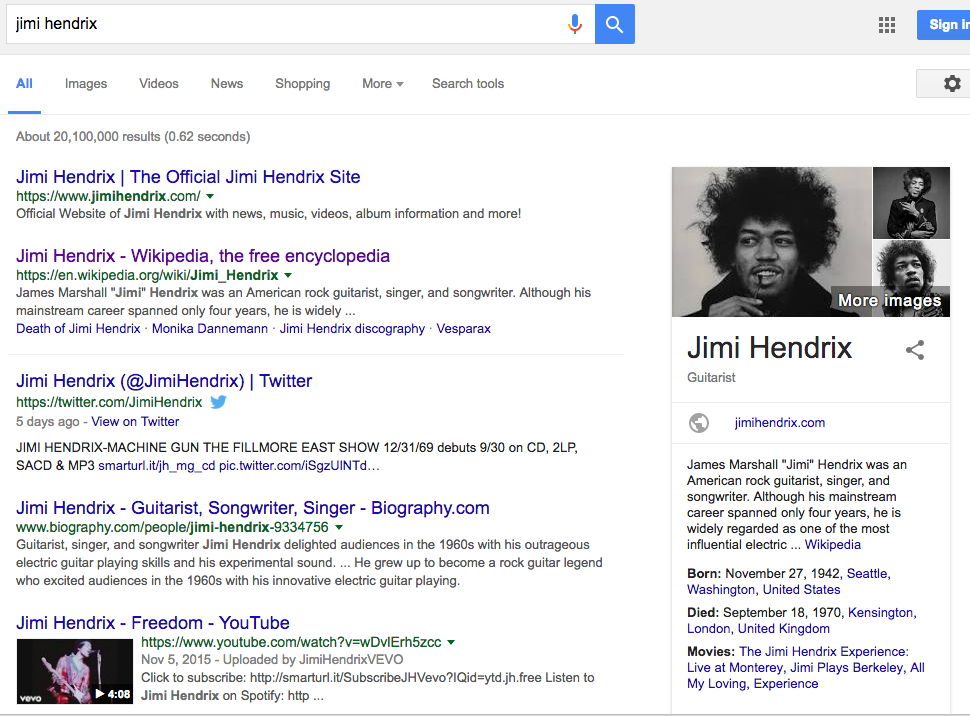 jimi hendrix
Sign in
All Images Videos News Shopping More Search tools
About 20,100,000 results (0.62 seconds)
Jimi Hendrix | The Official Jimi Hendrix Site
https://www.jimihendrix.com/
Official Website of Jimi Hendrix with news, music, videos, album information and more!
Jimi Hendrix - Wikipedia, the free encyclopedia
https://en.wikipedia.org/wiki/Jimi_Hendrix
James Marshall "Jimi" Hendrix was an American rock guitarist, singer, and songwriter. Although his
mainstream career spanned only four years, he is widely ...
Death of Jimi Hendrix · Monika Dannemann · Jimi Hendrix discography · Vesparax
Jimi Hendrix (@JimiHendrix) | Twitter
https://twitter.com/JimiHendrix
5 days ago - View on Twitter
JIMI HENDRIX-MACHINE GUN THE FILLMORE EAST SHOW 12/31/69 debuts 9/30 on CD, 2LP,
SACD & MP3 smarturl.it/jh_mg_cd pic.twitter.com/iSgzUlNTd…
Jimi Hendrix - Guitarist, Songwriter, Singer - Biography.com
www.biography.com/people/jimi-hendrix-9334756
Guitarist, singer, and songwriter Jimi Hendrix delighted audiences in the 1960s with his outrageous
electric guitar playing skills and his experimental sound. ... He grew up to become a rock guitar legend
who excited audiences in the 1960s with his innovative electric guitar playing.
Jimi Hendrix - Freedom - YouTube
https://www.youtube.com/watch?v=wDvlErh5zcc
Nov 5, 2015 - Uploaded by JimiHendrixVEVO
Click to subscribe: http://smarturl.it/SubscribeJHVevo?IQid=ytd.jh.free Listen to
Jimi Hendrix on Spotify: http ...
vevo 4:08
More images
Jimi Hendrix
Guitarist
jimihendrix.com
James Marshall "Jimi" Hendrix was an
American rock guitarist, singer, and
songwriter. Although his mainstream
career spanned only four years, he is
widely regarded as one of the most
influential electric ... Wikipedia
Born: November 27, 1942, Seattle,
Washington, United States
Died: September 18, 1970, Kensington,
London, United Kingdom
Movies: The Jimi Hendrix Experience:
Live at Monterey, Jimi Plays Berkeley, All
My Loving, Experience